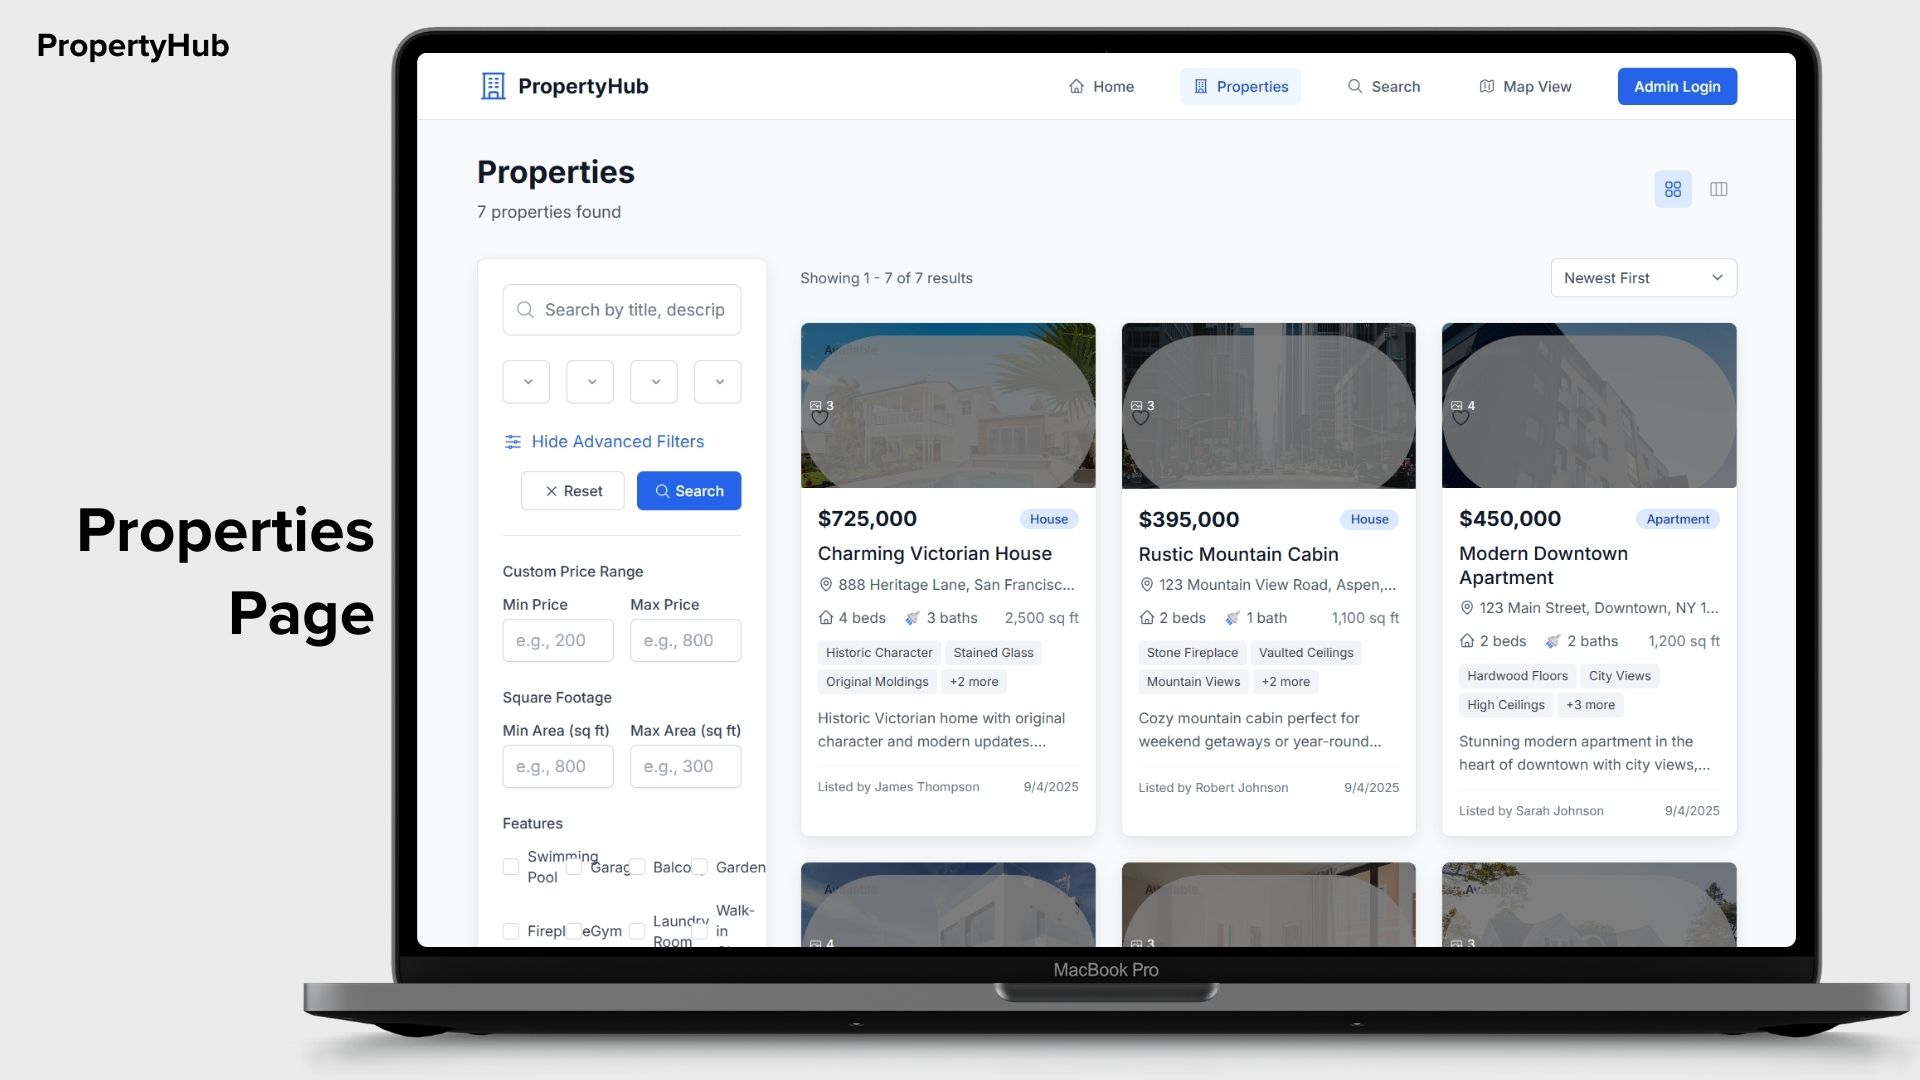 PropertyHub
Properties
Page
PropertyHub
Home
Properties
Search
Map View
Admin Login
Properties
7 properties found
Search by title, descrip
Hide Advanced Filters
Reset
Search
Custom Price Range
Min Price
Max Price
e.g., 200
e.g., 800
Square Footage
Min Area (sq ft)
Max Area (sq ft)
e.g., 800
e.g., 300
Features
Swimming
Pool
Garag
Balco
Garden
Firepl
eGym
Laundry
Room
Walk-
in
Showing 1 - 7 of 7 results
Newest First
Available
3
$725,000
House
Charming Victorian House
888 Heritage Lane, San Francisc...
4 beds
3 baths
2,500 sq ft
Historic Character
Stained Glass
Original Moldings
+2 more
Historic Victorian home with original
character and modern updates....
Listed by James Thompson
9/4/2025
3
$395,000
House
Rustic Mountain Cabin
123 Mountain View Road, Aspen,...
2 beds
1 bath
1,100 sq ft
Stone Fireplace
Vaulted Ceilings
Mountain Views
+2 more
Cozy mountain cabin perfect for
weekend getaways or year-round...
Listed by Robert Johnson
9/4/2025
4
$450,000
Apartment
Modern Downtown
Apartment
123 Main Street, Downtown, NY 1...
2 beds
2 baths
1,200 sq ft
Hardwood Floors
City Views
High Ceilings
+3 more
Stunning modern apartment in the
heart of downtown with city views,...
Listed by Sarah Johnson
9/4/2025
Available
4
Available
3
Available
3
MacBook Pro